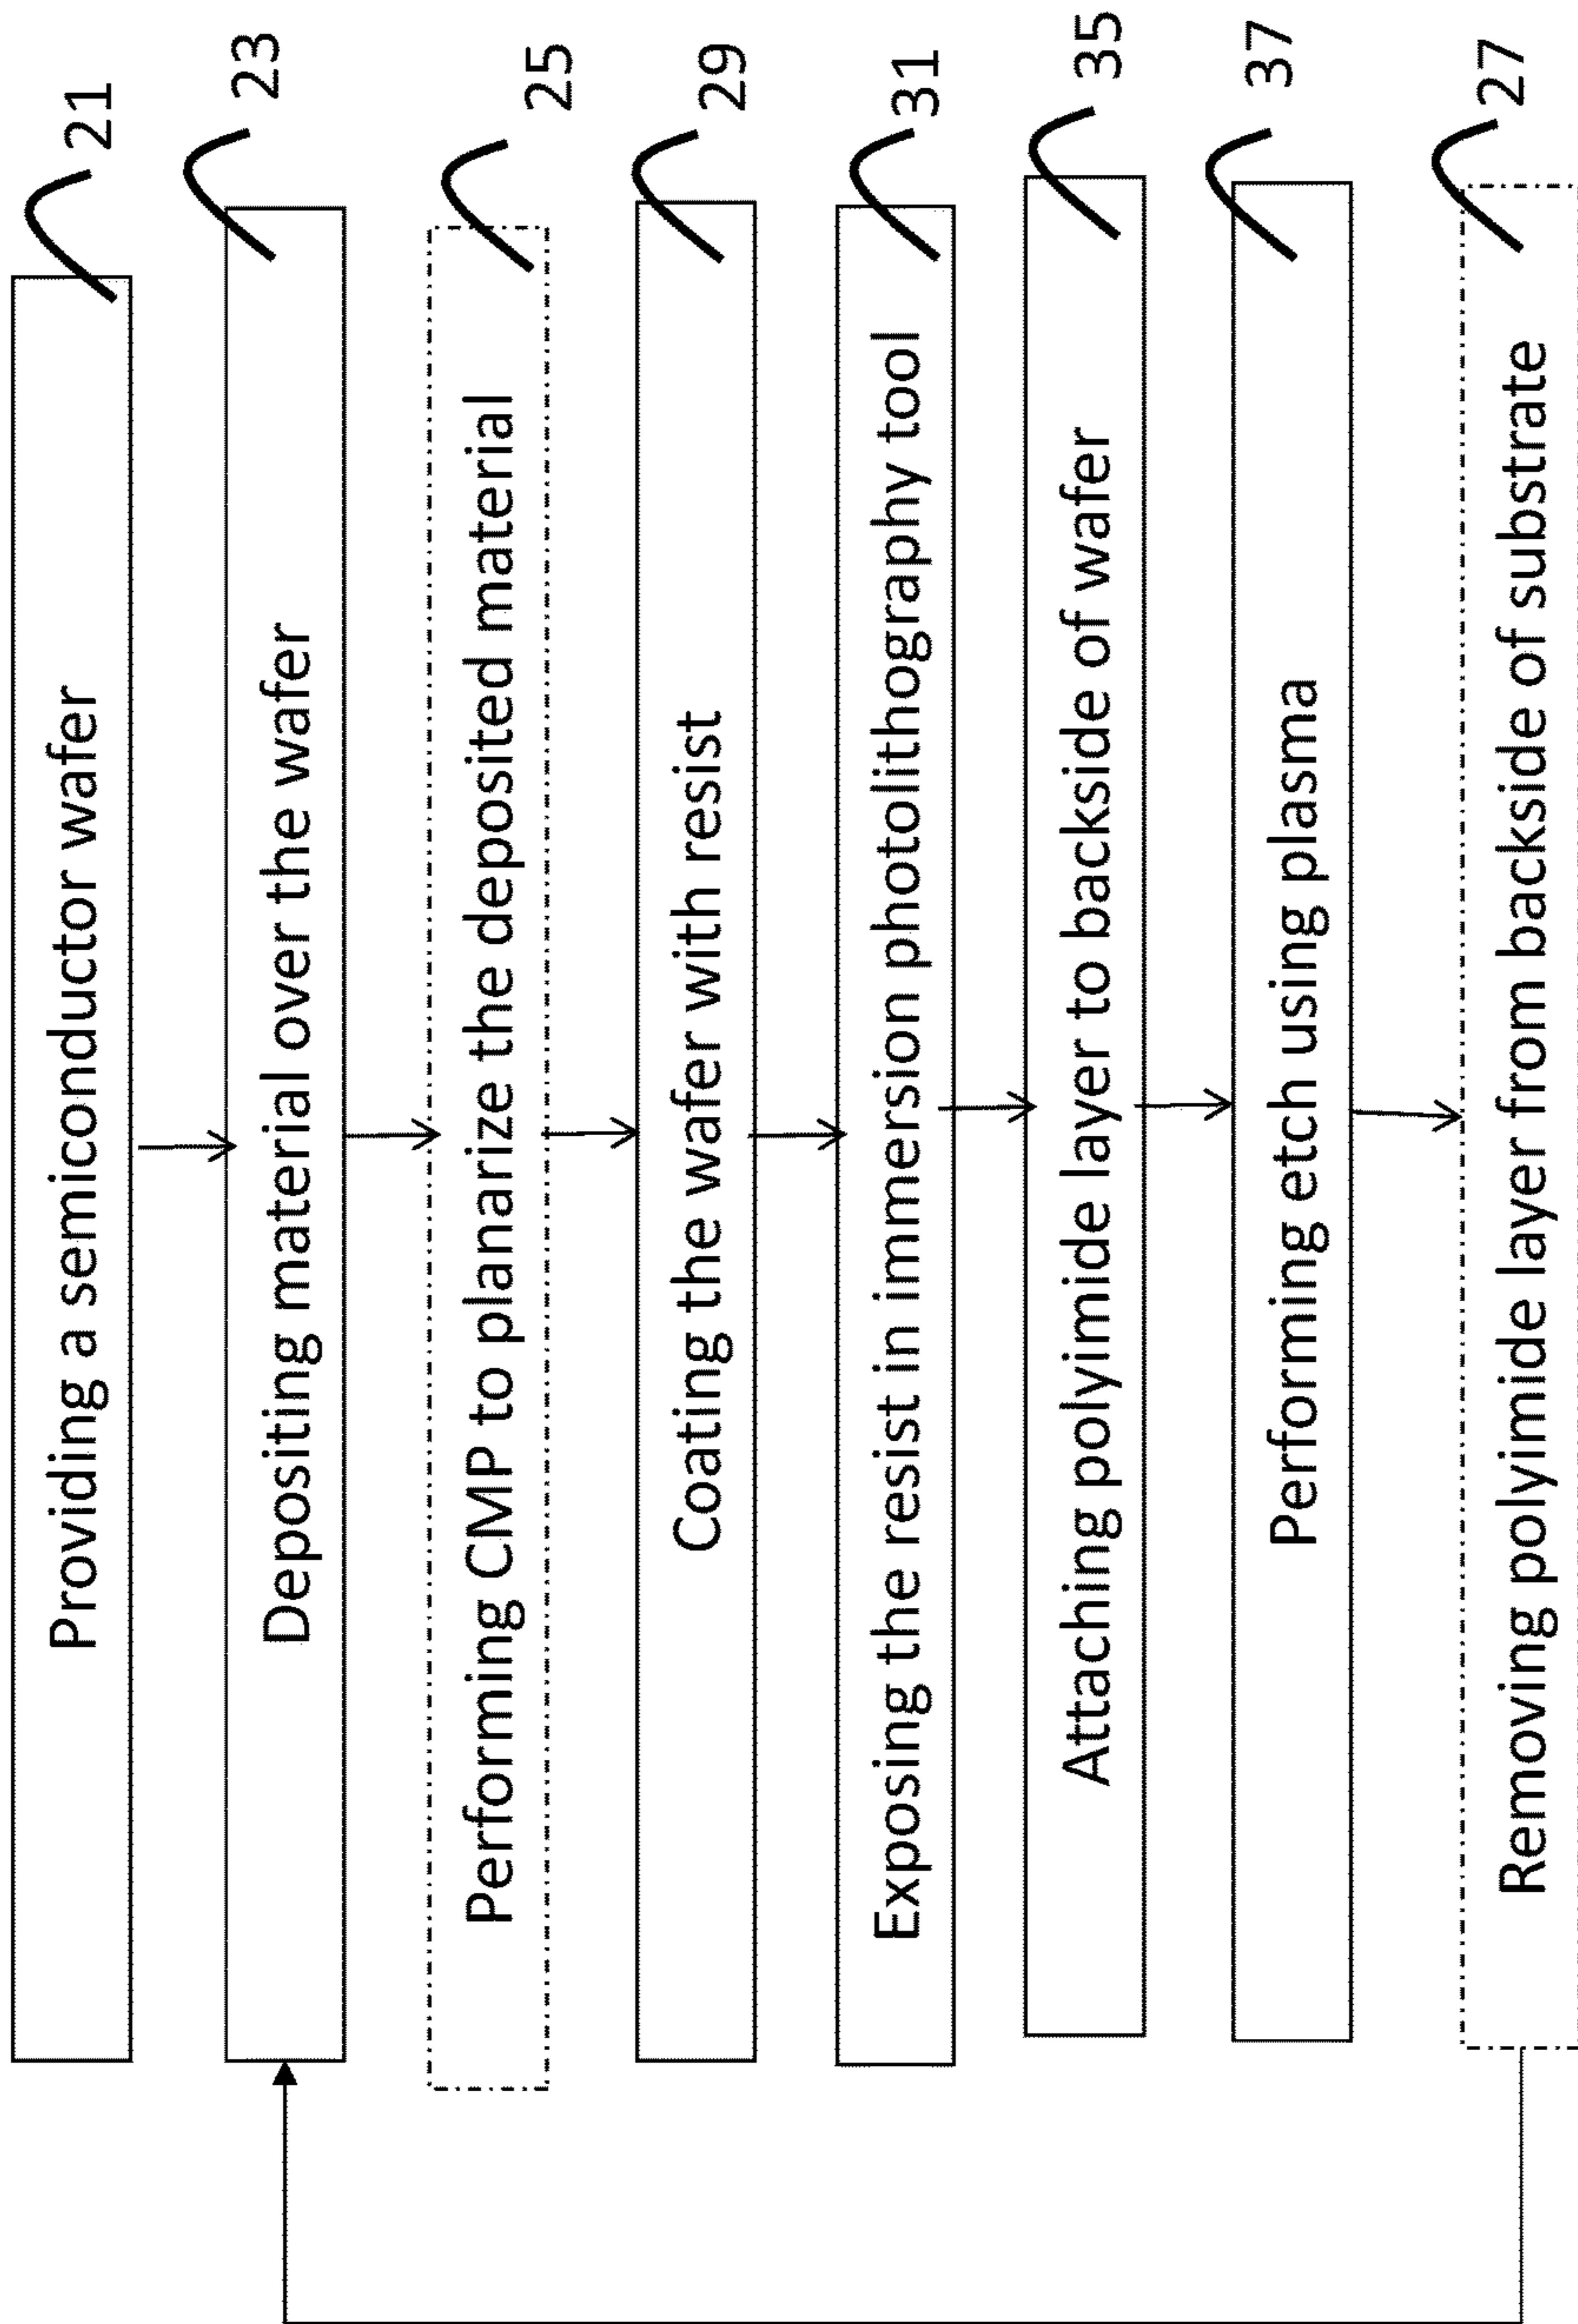 Providing a semiconductor wafer 21
Depositing material over the wafer 23
Performing CMP to planarize the deposited material 25
Coating the wafer with resist 29
Exposing the resist in immersion photolithography tool 31
Attaching polyimide layer to backside of wafer 35
Performing etch using plasma 37
Removing polyimide layer from backside of substrate 27